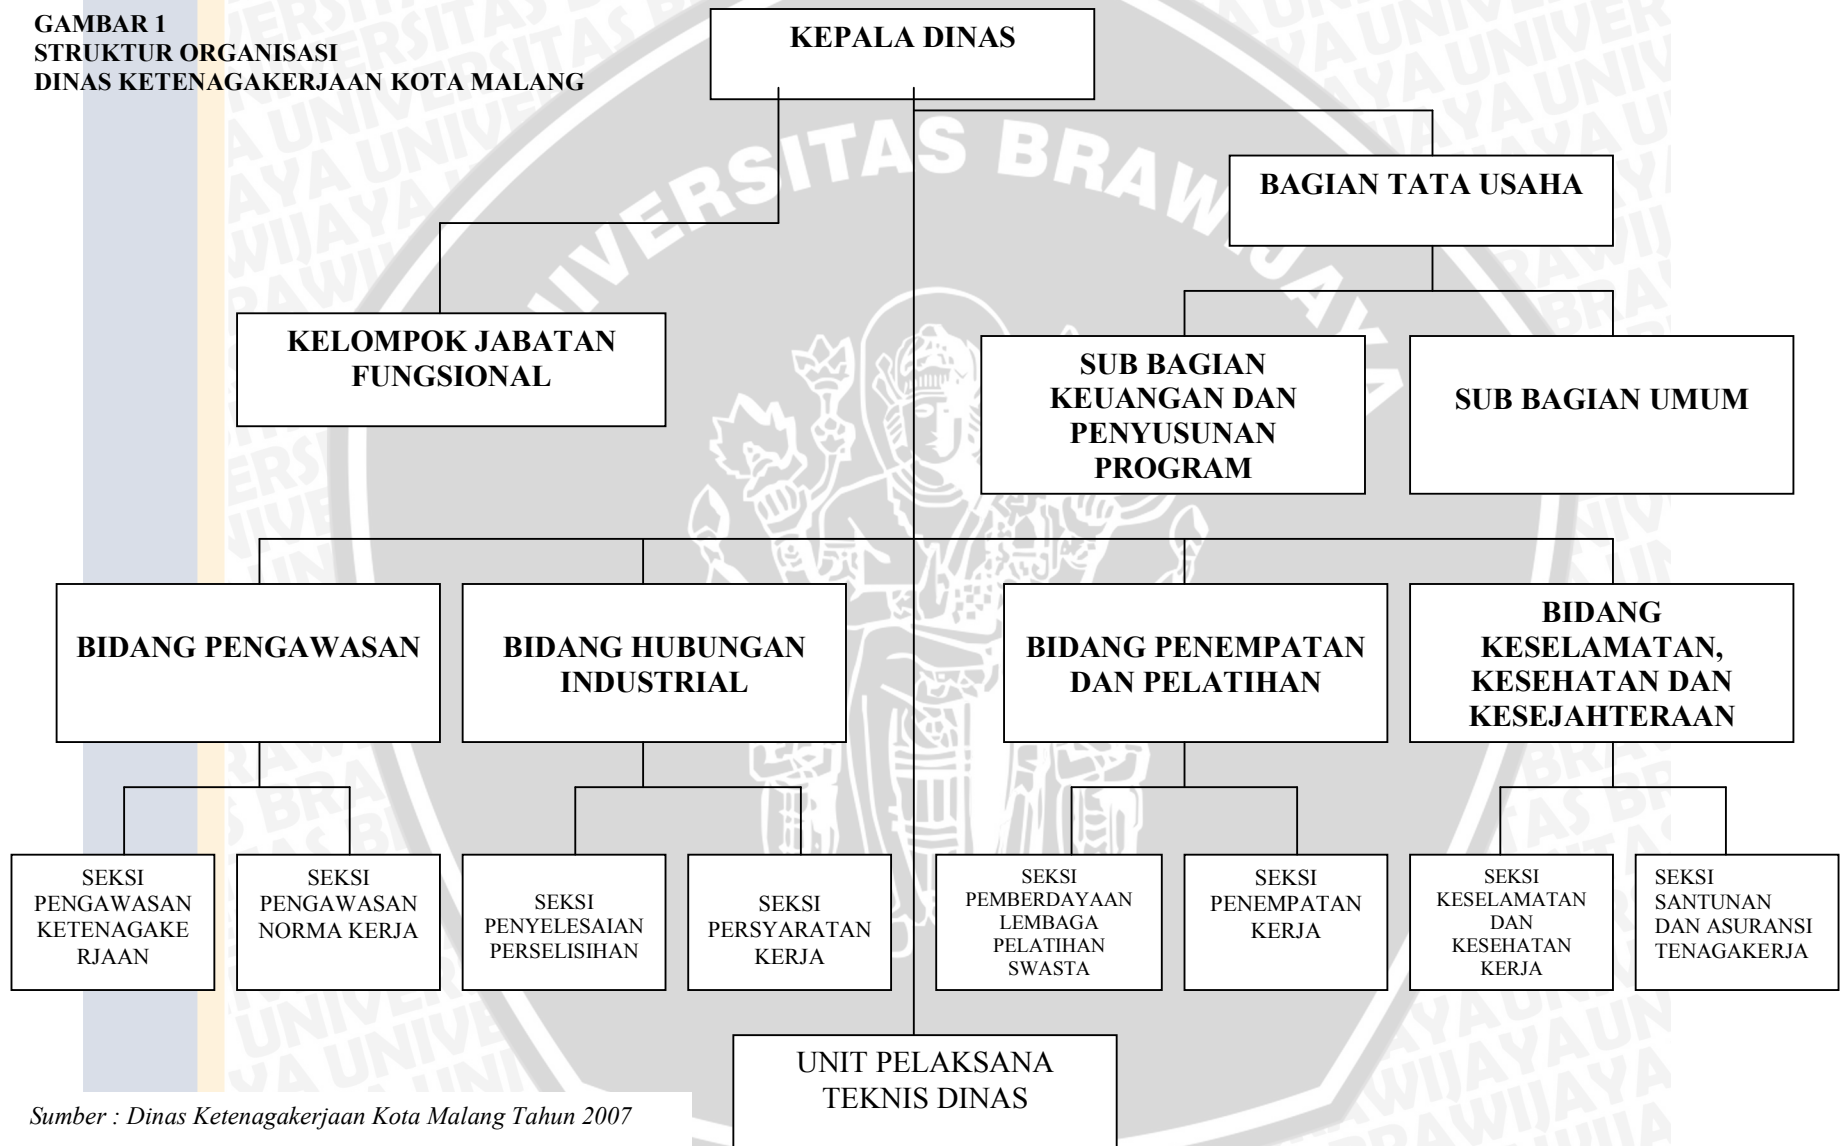 GAMBAR 1
STRUKTUR ORGANISASI
DINAS KETENAGAKERJAAN KOTA MALANG
KEPALA DINAS
BAGIAN TATA USAHA
KELOMPOK JABATAN
FUNGSIONAL
SUB BAGIAN
KEUANGAN DAN
PENYUSUNAN
PROGRAM
SUB BAGIAN UMUM
BIDANG PENGAWASAN
BIDANG HUBUNGAN
INDUSTRIAL
BIDANG PENEMPATAN
DAN PELATIHAN
BIDANG
KESELAMATAN,
KESEHATAN DAN
KESEJAHTERAAN
SEKSI
PENGAWASAN
KETENAGAKE
RJAAN
SEKSI
PENGAWASAN
NORMA KERJA
SEKSI
PENYELESAIAN
PERSELISIHAN
SEKSI
PERSYARATAN
KERJA
SEKSI
PEMBERDAYAAN
LEMBAGA
PELATIHAN
SWASTA
SEKSI
PENEMPATAN
KERJA
SEKSI
KESELAMATAN
DAN
KESEHATAN
KERJA
SEKSI
SANTUNAN
DAN ASURANSI
TENAGAKERJA
UNIT PELAKSANA
TEKNIS DINAS
Sumber : Dinas Ketenagakerjaan Kota Malang Tahun 2007
UNIVERSITAS BRAWIJAYA